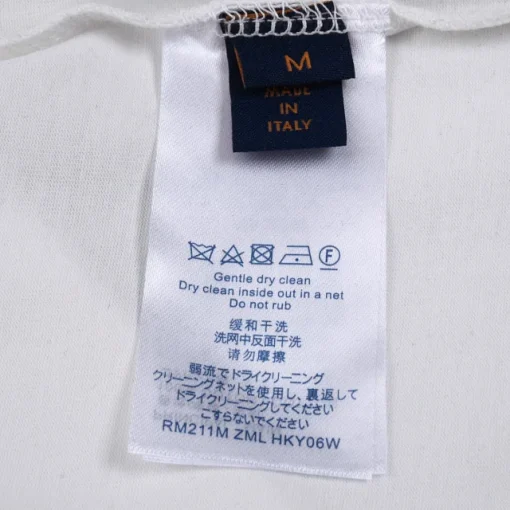 M
MADE
IN
ITALY
F
Gentle dry clean
Dry clean inside out in a net
Do not rub
缓和干洗
洗网中反面干洗
请勿摩擦
弱流でドライクリーニング
クリーニングネットを使用し、裏返して
ドライクリーニングしてください
こすらないでください
RM211M ZML HKY06W